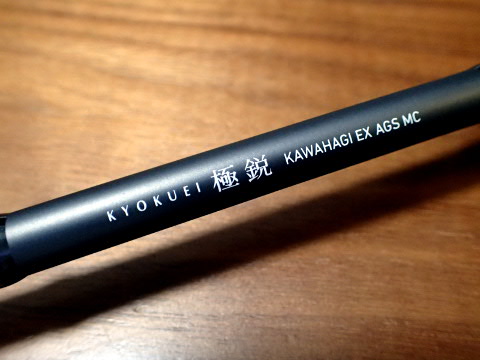 KYOKUEI 極鋭 KAWAHAGI EX AGS MC